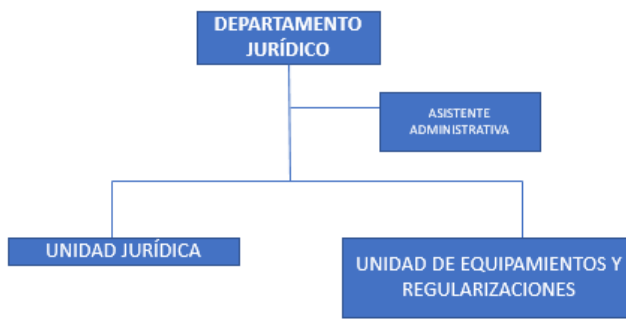 DEPARTAMENTO
JURÍDICO
ASISTENTE
ADMINISTRATIVA
UNIDAD JURÍDICA
UNIDAD DE EQUIPAMIENTOS Y
REGULARIZACIONES